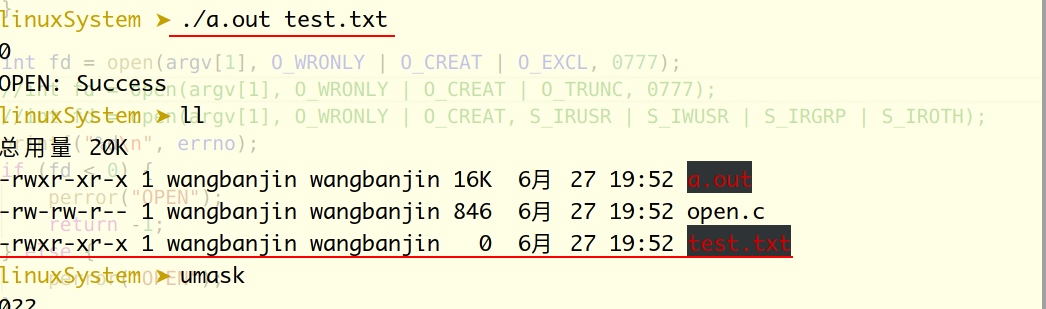 }
linuxSystem ➤ ./a.out test.txt
0
int fd = open(argv[1], O_WRONLY | O_CREAT | O_EXCL, 0777);
OPEN: Success
//int fd = open(argv[1], O_WRONLY | O_CREAT | O_TRUNC, 0777);
linuxSystem ➤ ll
//int fd = open(argv[1], O_WRONLY | O_CREAT, S_IRUSR | S_IWUSR | S_IRGRP | S_IROTH);
总用量 20K
printf("%d\n", errno);
if (fd < 0) {
-rwxr-xr-x 1 wangbanjin wangbanjin 16K 6月 27 19:52 a.out
perror("OPEN");
-rw-rw-r-- 1 wangbanjin wangbanjin 846 6月 27 19:52 open.c
return -1;
-rwxr-xr-x 1 wangbanjin wangbanjin 0 6月 27 19:52 test.txt
} else {
linuxSystem ➤ umask
perror("OPEN");
022